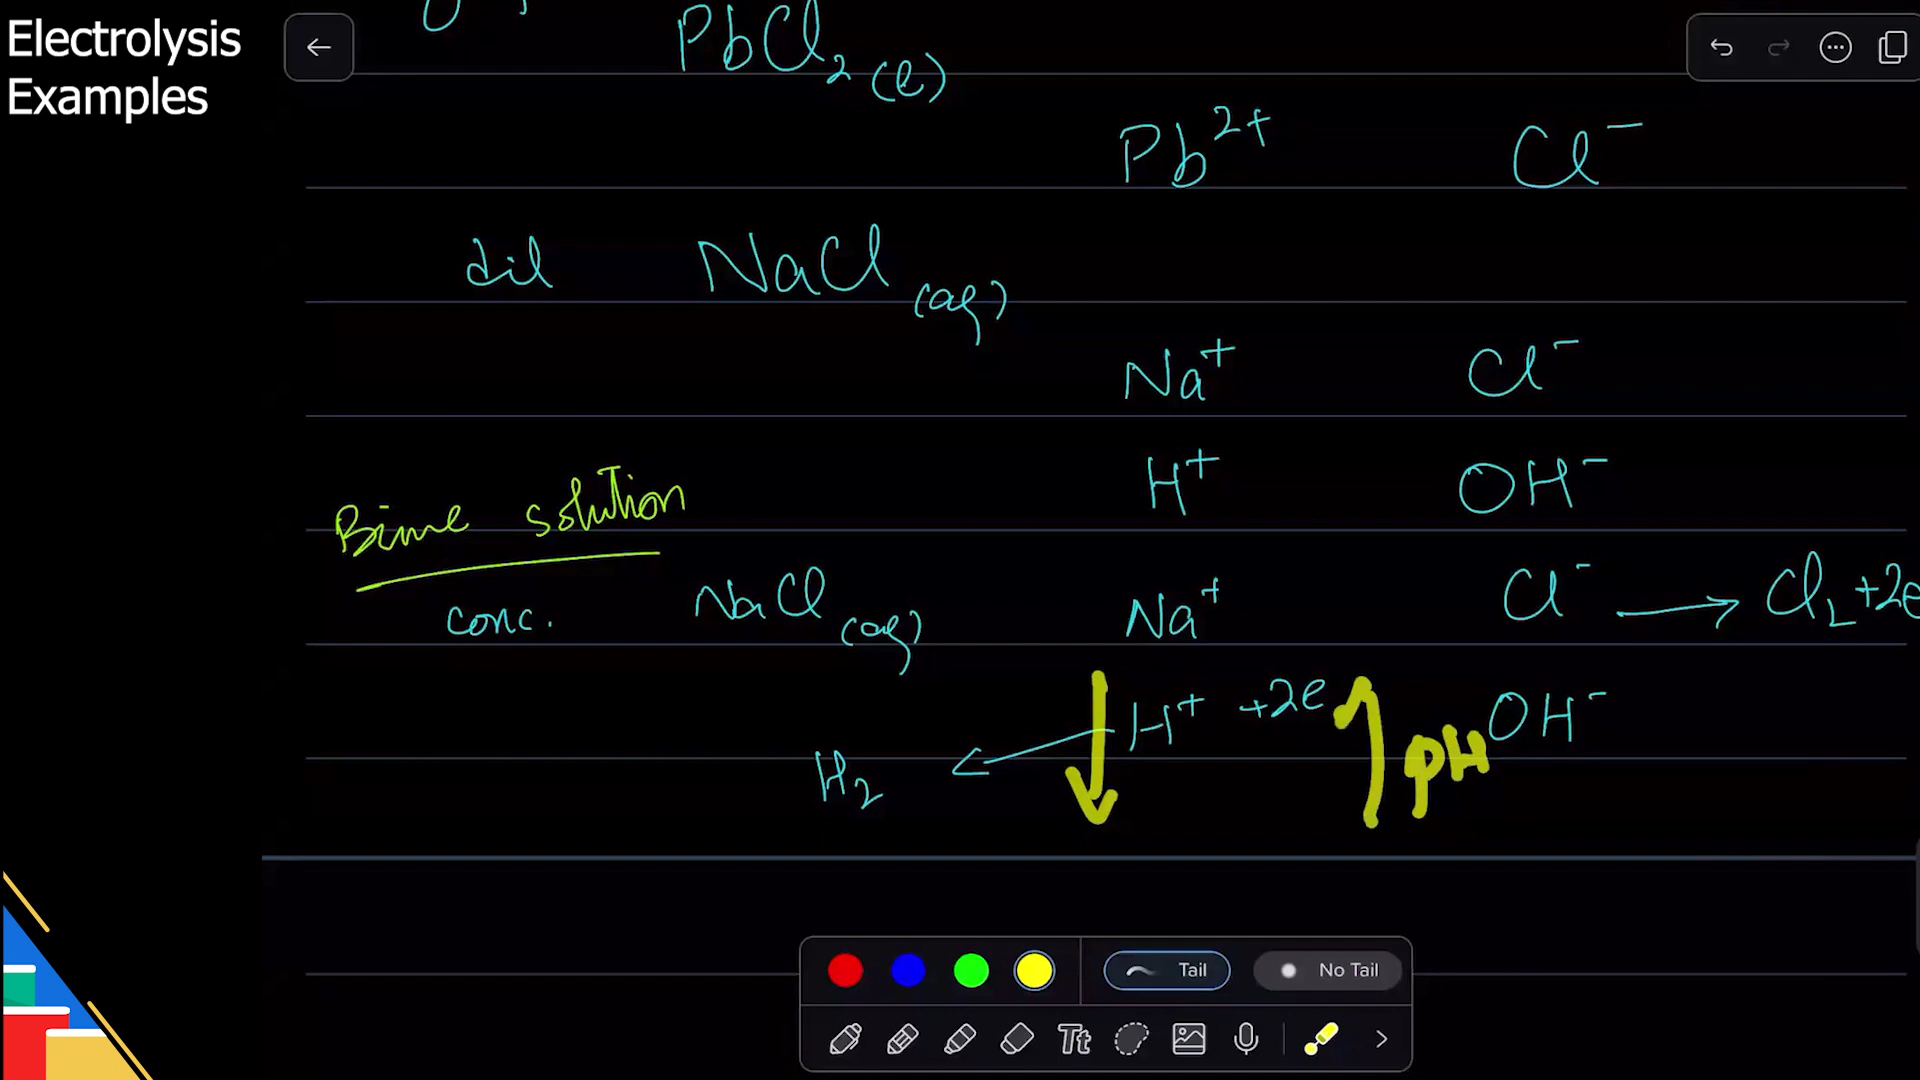 Electrolysis
Examples
PbCl₂(l)
Pb²⁺ Cl⁻
dil NaCl(aq)
Na⁺ Cl⁻
H⁺ OH⁻
Brine solution
conc. NaCl(aq) Na⁺ Cl⁻ → Cl₂ + 2e
H₂ ← H⁺ + 2e ↑ pH OH⁻
Tail No Tail
Tt